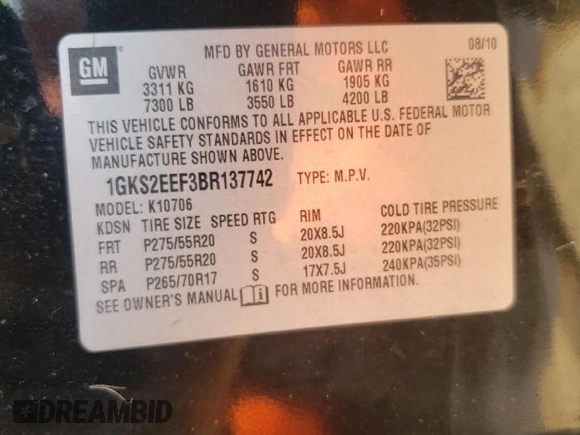 GM
MFD BY GENERAL MOTORS LLC 08/10
GVWR GAWR FRT GAWR RR
3311 KG 1610 KG 1905 KG
7300 LB 3550 LB 4200 LB
THIS VEHICLE CONFORMS TO ALL APPLICABLE U.S. FEDERAL MOTOR
VEHICLE SAFETY STANDARDS IN EFFECT ON THE DATE OF
MANUFACTURE SHOWN ABOVE.
1GKS2EEF3BR137742 TYPE: M.P.V.
MODEL: K10706
KDSN TIRE SIZE SPEED RTG RIM COLD TIRE PRESSURE
FRT P275/55R20 S 20X8.5J 220KPA(32PSI)
RR P275/55R20 S 20X8.5J 220KPA(32PSI)
SPA P265/70R17 S 17X7.5J 240KPA(35PSI)
SEE OWNER'S MANUAL i FOR MORE INFORMATION.
DREAMBID